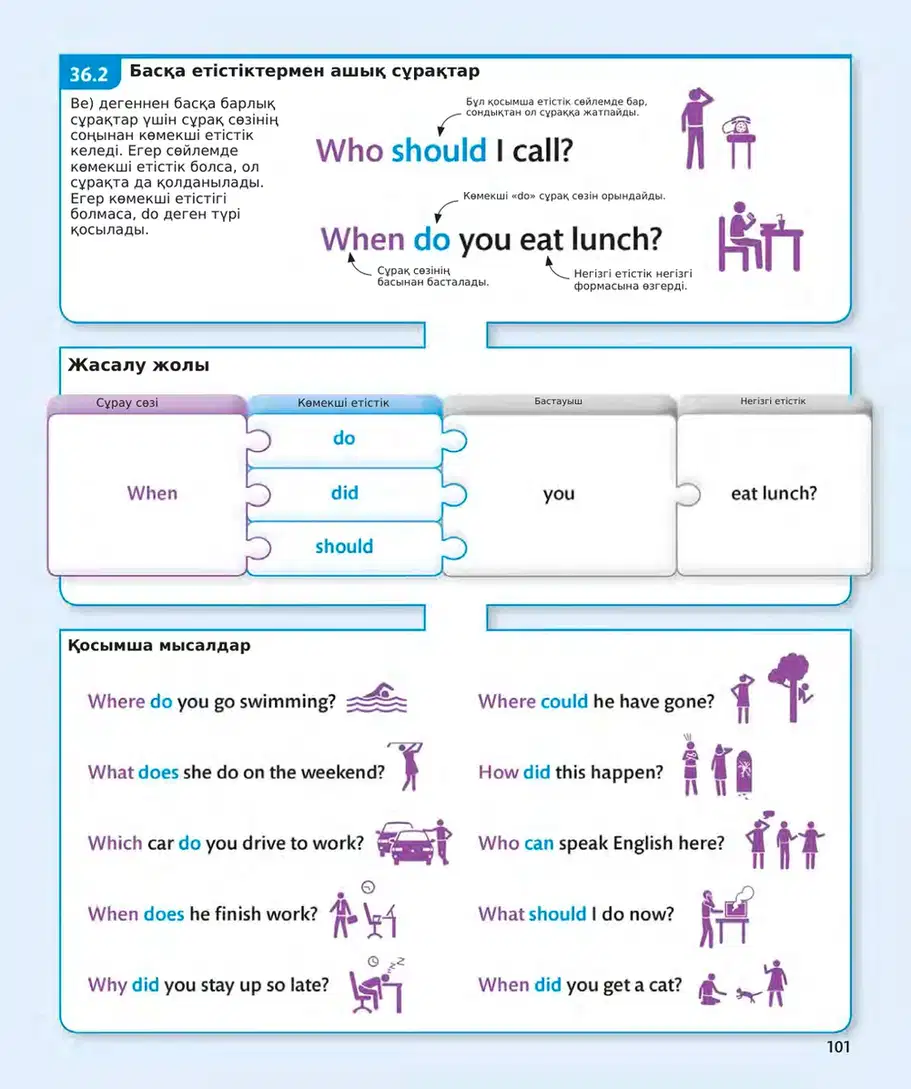 36.2 Басқа етістіктермен ашық сұрақтар
Be) дегеннен басқа барлық
сұрақтар үшін сұрақ сөзінің
соңынан көмекші етістік
келеді. Егер сөйлемде
көмекші етістік болса, ол
сұрақта да қолданылады.
Егер көмекші етістігі
болмаса, do деген түрі
қосылады.
Бұл қосымша етістік сөйлемде бар,
сондықтан ол сұраққа жатпайды.
Who should I call?
Көмекші «do» сұрақ сөзін орындайды.
When do you eat lunch?
Сұрақ сөзінің
басынан басталады.
Негізгі етістік негізгі
формасына өзгерді.
Жасалу жолы
Сұрау сөзі
Көмекші етістік
Бастауыш
Негізгі етістік
When
do
did
should
you
eat lunch?
Қосымша мысалдар
Where do you go swimming?
What does she do on the weekend?
Which car do you drive to work?
When does he finish work?
Why did you stay up so late?
Where could he have gone?
How did this happen?
Who can speak English here?
What should I do now?
When did you get a cat?
101